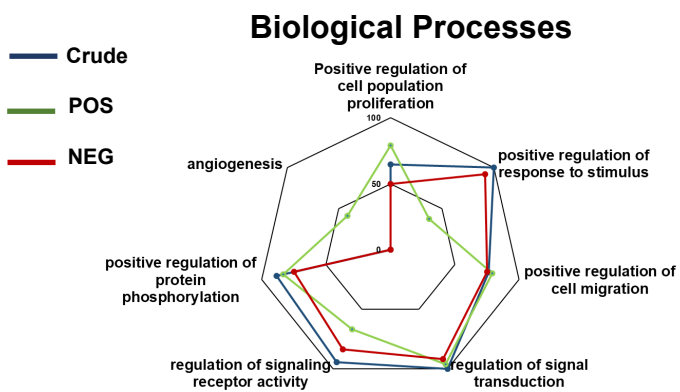 Biological Processes
Crude
POS
NEG
Positive regulation of
cell population
proliferation
100
50
0
positive regulation of
response to stimulus
positive regulation of
cell migration
regulation of signal
transduction
regulation of signaling
receptor activity
positive regulation of
protein
phosphorylation
angiogenesis